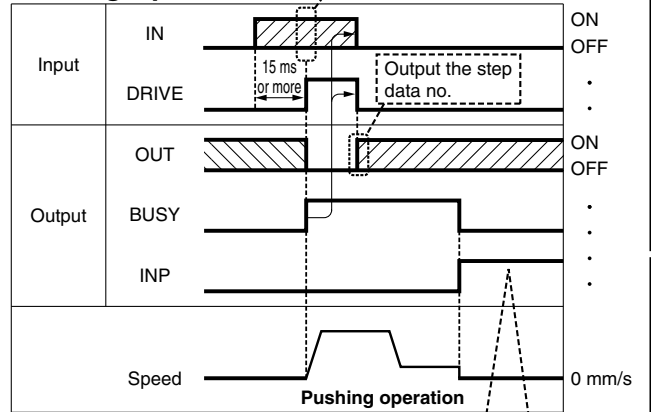 IN
ON
OFF
Input
15 ms
or more
Output the step
data no.
DRIVE
OUT
ON
OFF
Output
BUSY
INP
Speed
0 mm/s
Pushing operation